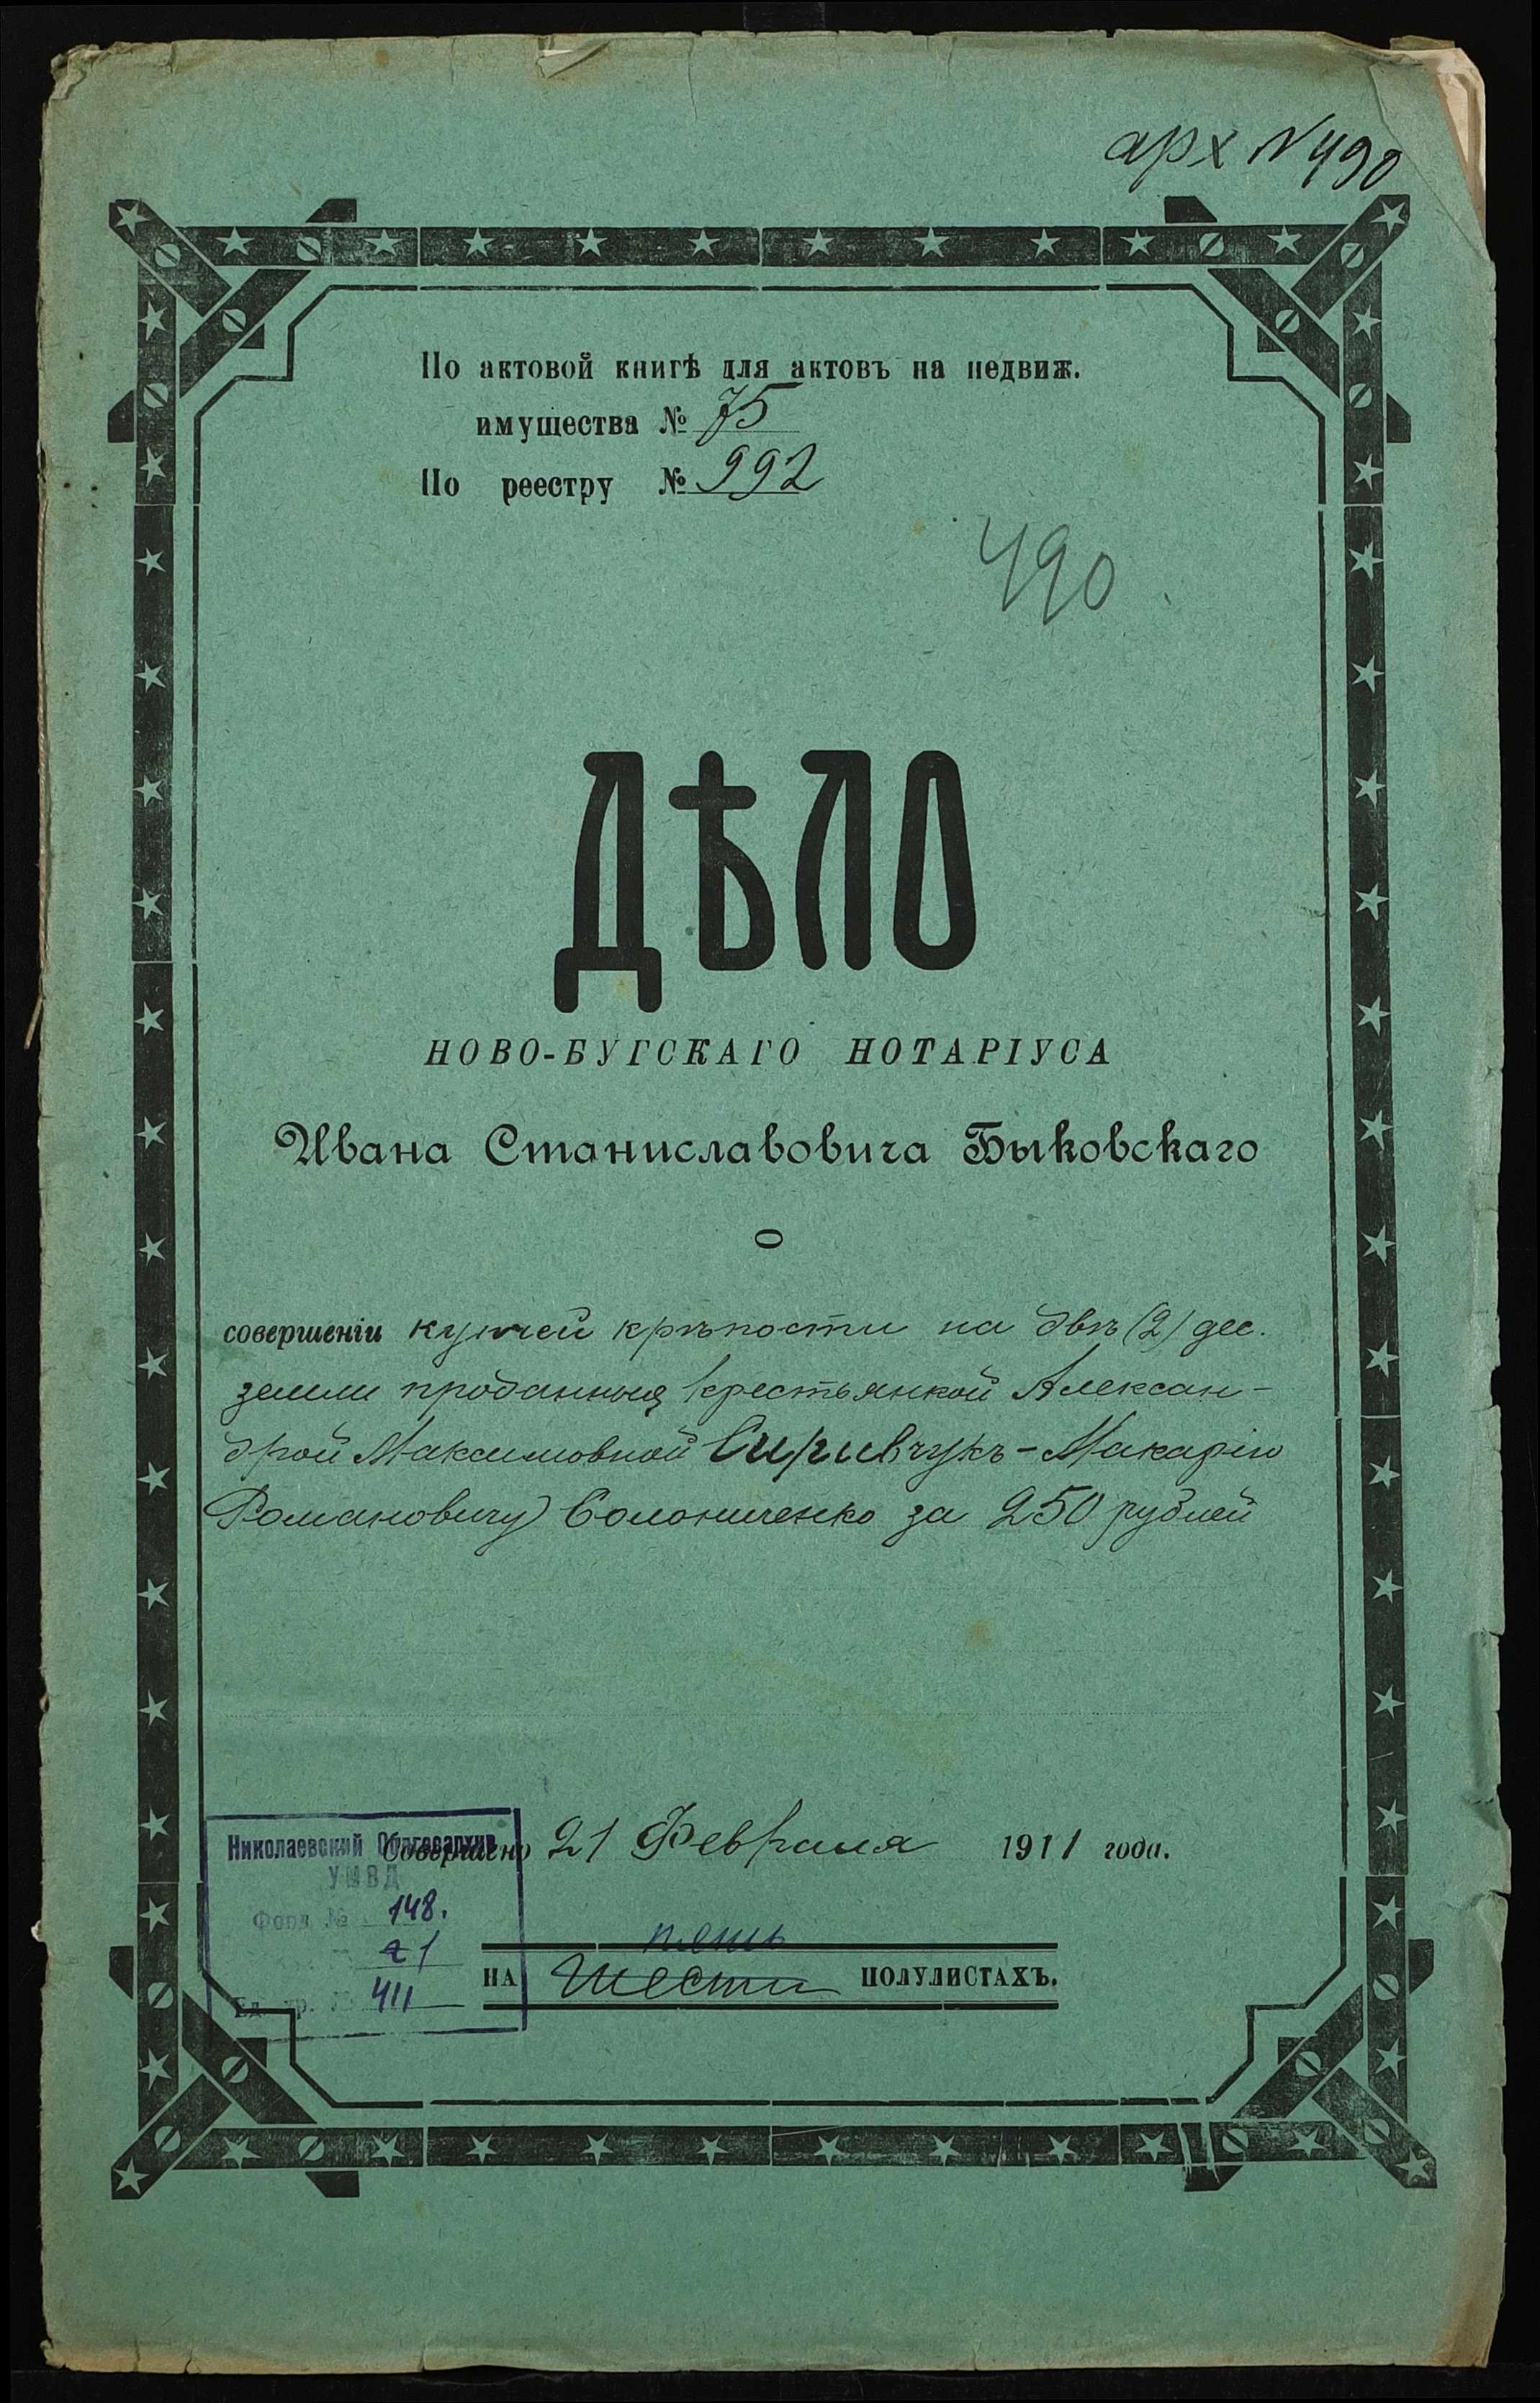 арх N 490
По актовой книгѣ для актовъ на недвиж.
имущества № 75
По реестру № 992
490
ДѢЛО
НОВО-БУГСКАГО НОТАРІУСА
Ивана Станиславовича Быковскаго
О
совершеніи купчей крѣпости на двѣ (2) дес.
земли проданныя крестьянкой Алексан-
дрой Максимовной – Макарію
Романовичу Солониченко за 250 рублей
Совершено 21 Февраля 1911 года.
Николаевский Облгосархив
УМВД
Фонд № 148.
21
Ед. хр. № 411
пять
НА Шести ПОЛУЛИСТАХЪ.